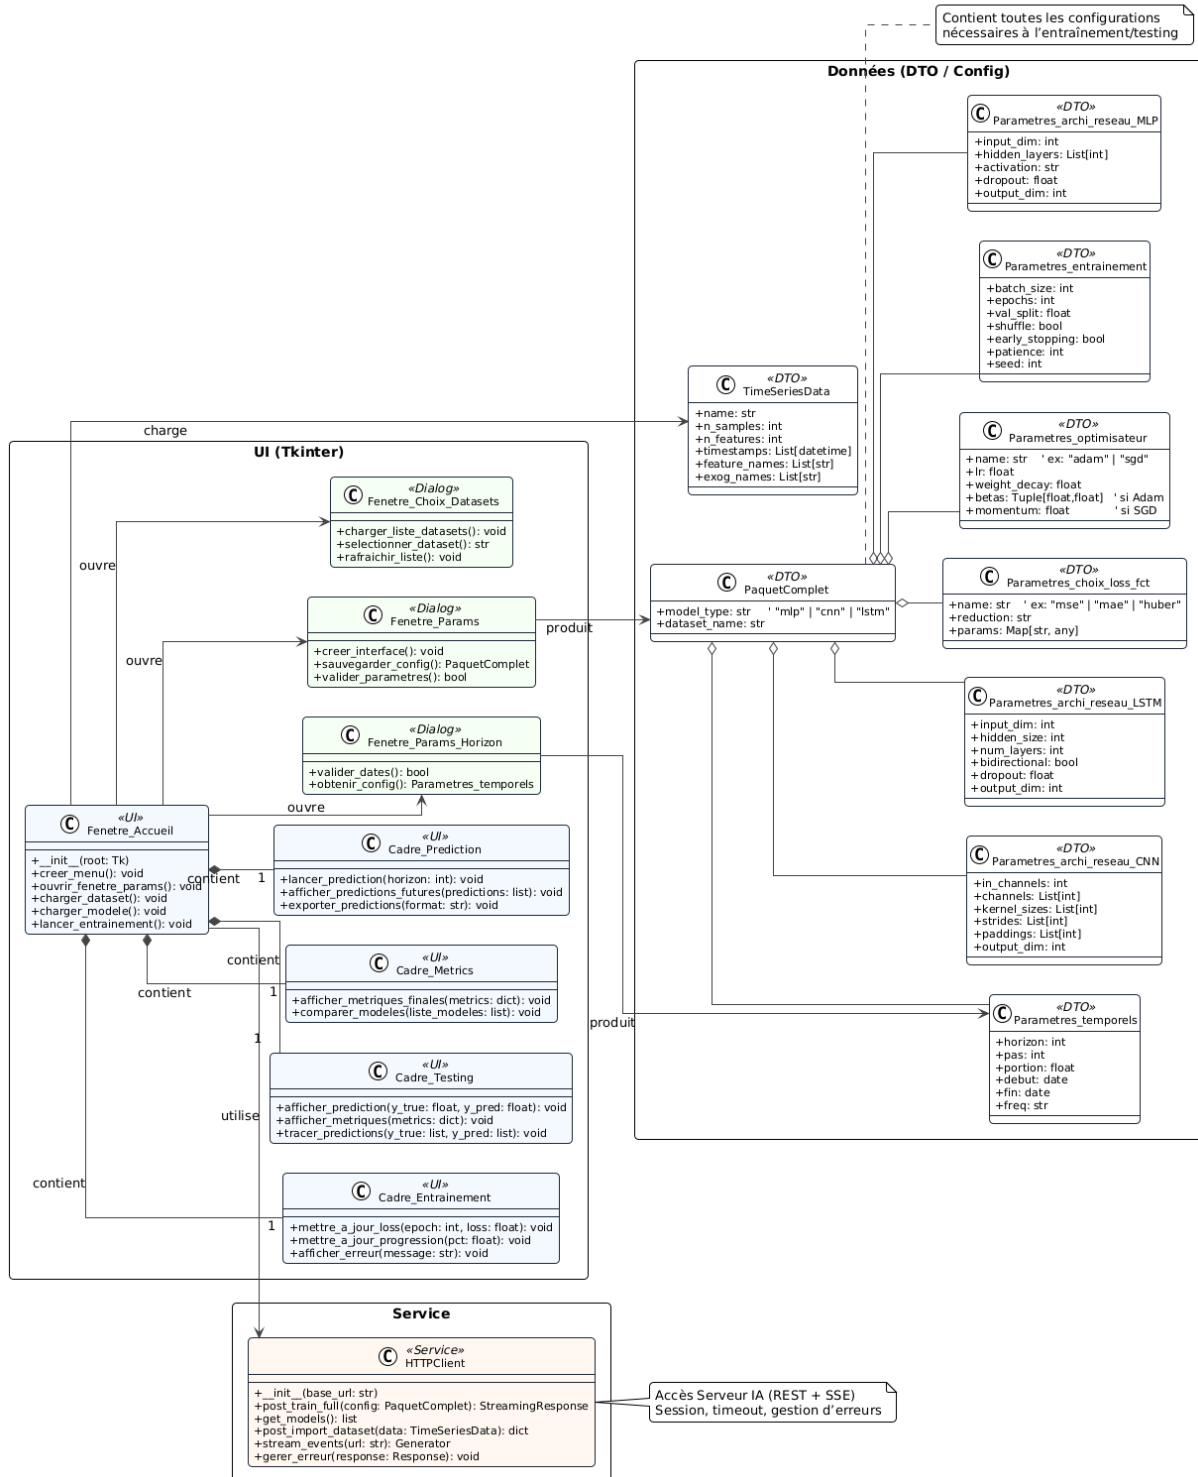 Contient toutes les configurations
nécessaires à l'entraînement/testing
Données (DTO / Config)
C
«DTO»
Parametres_archi_reseau_MLP
+input_dim: int
+hidden_layers: List[int]
+activation: str
+dropout: float
+output_dim: int
C
«DTO»
Parametres_entrainement
+batch_size: int
+epochs: int
+val_split: float
+shuffle: bool
+early_stopping: bool
+patience: int
+seed: int
C
«DTO»
TimeSeriesData
+name: str
+n_samples: int
+n_features: int
+timestamps: List[datetime]
+feature_names: List[str]
+exog_names: List[str]
C
«DTO»
Parametres_optimisateur
+name: str ' ex: "adam" | "sgd"
+lr: float
+weight_decay: float
+betas: Tuple[float,float] ' si Adam
+momentum: float ' si SGD
charge
UI (Tkinter)
C
«Dialog»
Fenetre_Choix_Datasets
+charger_liste_datasets(): void
+selectionner_dataset(): str
+rafraichir_liste(): void
ouvre
C
«DTO»
PaquetComplet
+model_type: str ' "mlp" | "cnn" | "lstm"
+dataset_name: str
C
«DTO»
Parametres_choix_loss_fct
+name: str ' ex: "mse" | "mae" | "huber"
+reduction: str
+params: Map[str, any]
C
«Dialog»
Fenetre_Params
+creer_interface(): void
+sauvegarder_config(): PaquetComplet
+valider_parametres(): bool
produit
ouvre
C
«DTO»
Parametres_archi_reseau_LSTM
+input_dim: int
+hidden_size: int
+num_layers: int
+bidirectional: bool
+dropout: float
+output_dim: int
C
«Dialog»
Fenetre_Params_Horizon
+valider_dates(): bool
+obtenir_config(): Parametres_temporels
ouvre
C
«UI»
Fenetre_Accueil
+__init__(root: Tk)
+creer_menu(): void
+ouvrir_fenetre_params(): void
+charger_dataset(): void
+charger_modele(): void
+lancer_entrainement(): void
contient
1
C
«UI»
Cadre_Prediction
+lancer_prediction(horizon: int): void
+afficher_predictions_futures(predictions: list): void
+exporter_predictions(format: str): void
C
«DTO»
Parametres_archi_reseau_CNN
+in_channels: int
+channels: List[int]
+kernel_sizes: List[int]
+strides: List[int]
+paddings: List[int]
+output_dim: int
contient
contient
1
C
«UI»
Cadre_Metrics
+afficher_metriques_finales(metrics: dict): void
+comparer_modeles(liste_modeles: list): void
produit
C
«DTO»
Parametres_temporels
+horizon: int
+pas: int
+portion: float
+debut: date
+fin: date
+freq: str
1
C
«UI»
Cadre_Testing
+afficher_prediction(y_true: float, y_pred: float): void
+afficher_metriques(metrics: dict): void
+tracer_predictions(y_true: list, y_pred: list): void
utilise
contient
1
C
«UI»
Cadre_Entrainement
+mettre_a_jour_loss(epoch: int, loss: float): void
+mettre_a_jour_progression(pct: float): void
+afficher_erreur(message: str): void
Service
C
«Service»
HTTPClient
+__init__(base_url: str)
+post_train_full(config: PaquetComplet): StreamingResponse
+get_models(): list
+post_import_dataset(data: TimeSeriesData): dict
+stream_events(url: str): Generator
+gerer_erreur(response: Response): void
Accès Serveur IA (REST + SSE)
Session, timeout, gestion d'erreurs